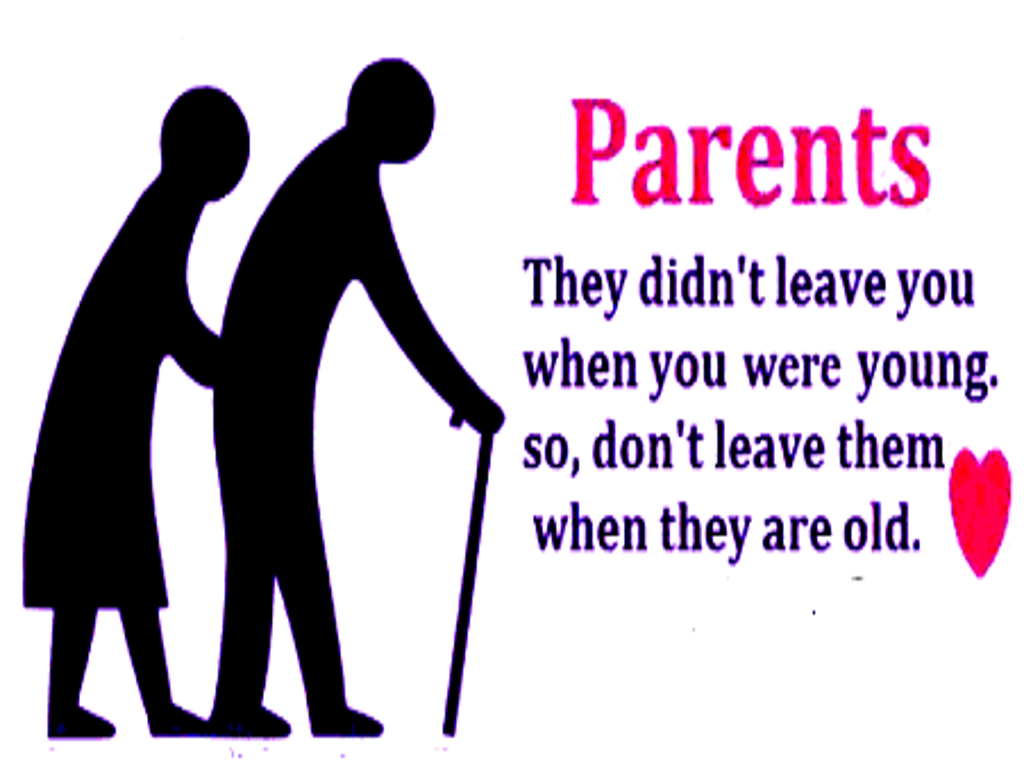 Parents
They didn't leave you
when you were young.
so, don't leave them
when they are old.